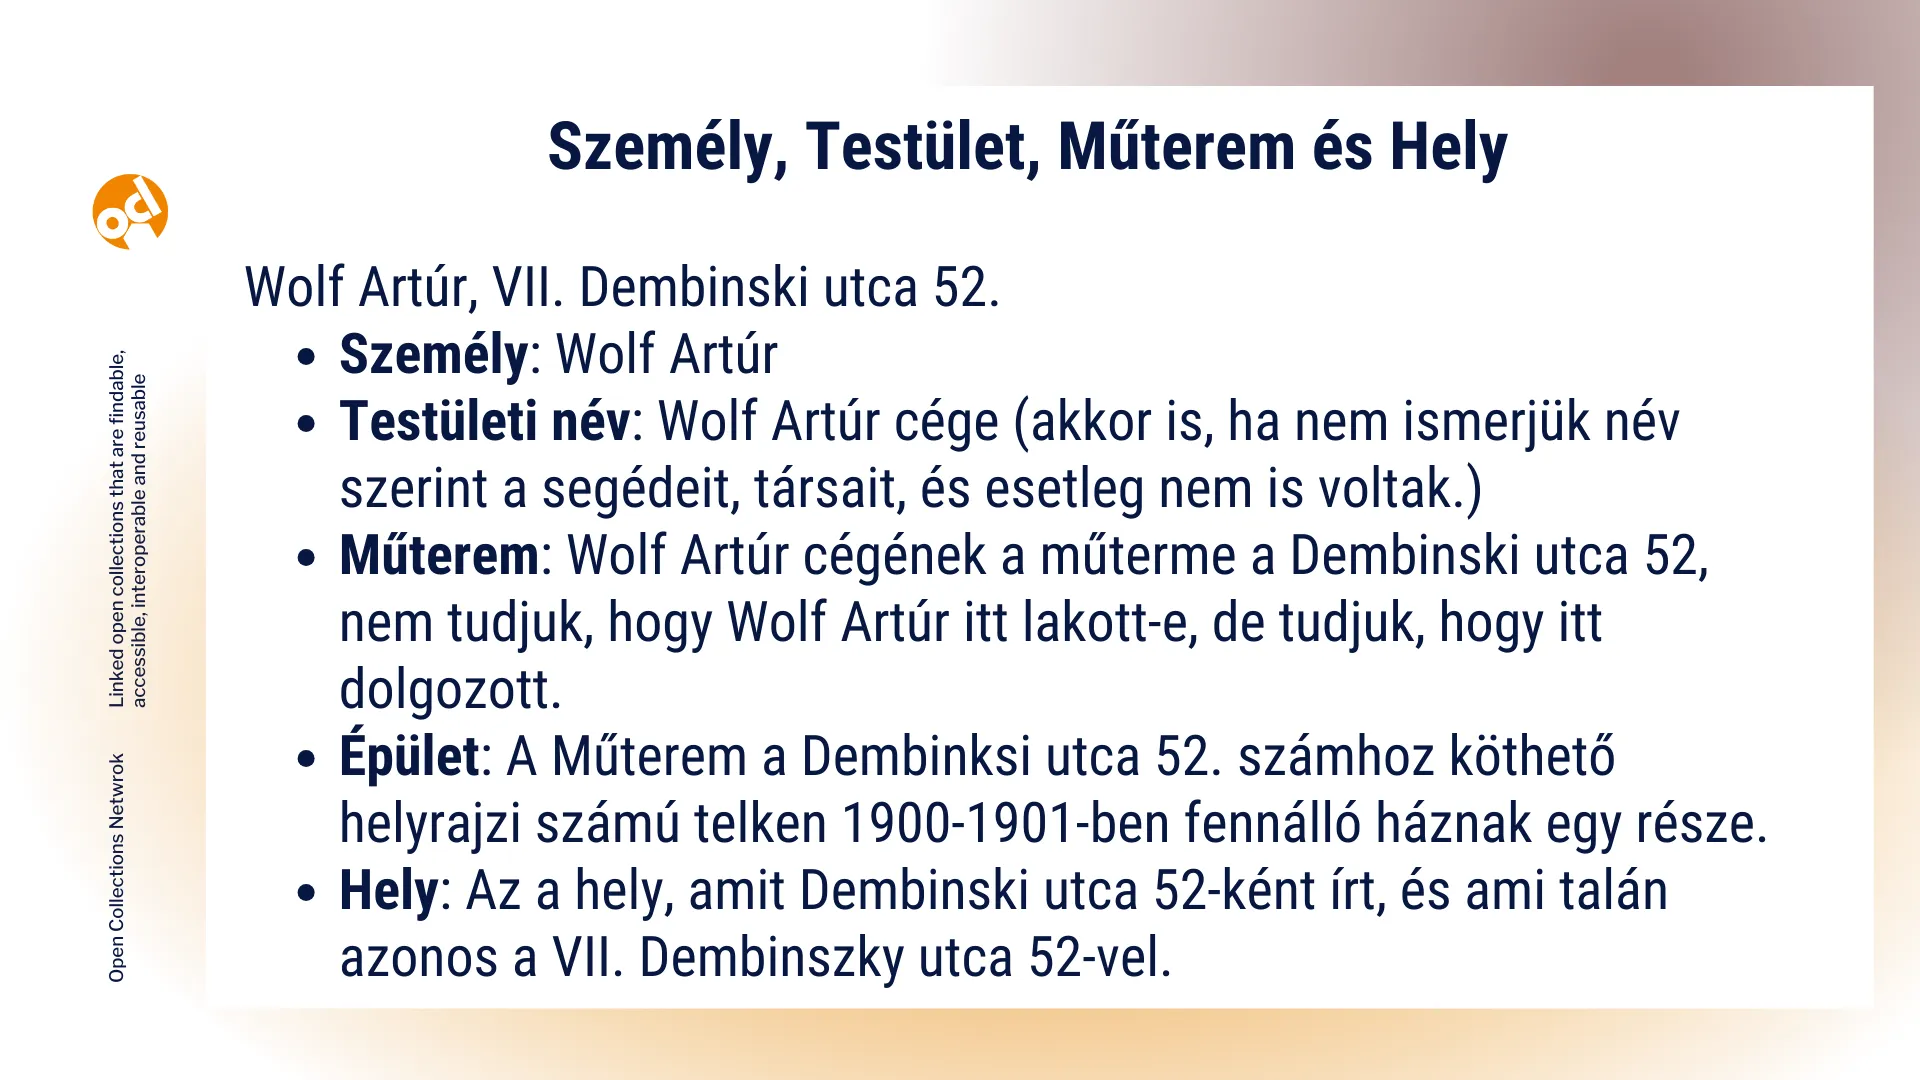 Személy, Testület, Műterem és Hely
Wolf Artúr, VII. Dembinski utca 52.
• Személy: Wolf Artúr
• Testületi név: Wolf Artúr cége (akkor is, ha nem ismerjük név
szerint a segédeit, társait, és esetleg nem is voltak.)
• Műterem: Wolf Artúr cégének a műterme a Dembinski utca 52,
nem tudjuk, hogy Wolf Artúr itt lakott-e, de tudjuk, hogy itt
dolgozott.
• Épület: A Műterem a Dembinksi utca 52. számhoz köthető
helyrajzi számú telken 1900-1901-ben fennálló háznak egy része.
• Hely: Az a hely, amit Dembinski utca 52-ként írt, és ami talán
azonos a VII. Dembinszky utca 52-vel.
Linked open collections that are findable,
accessible, interoperable and reusable
Open Collections Netwrok